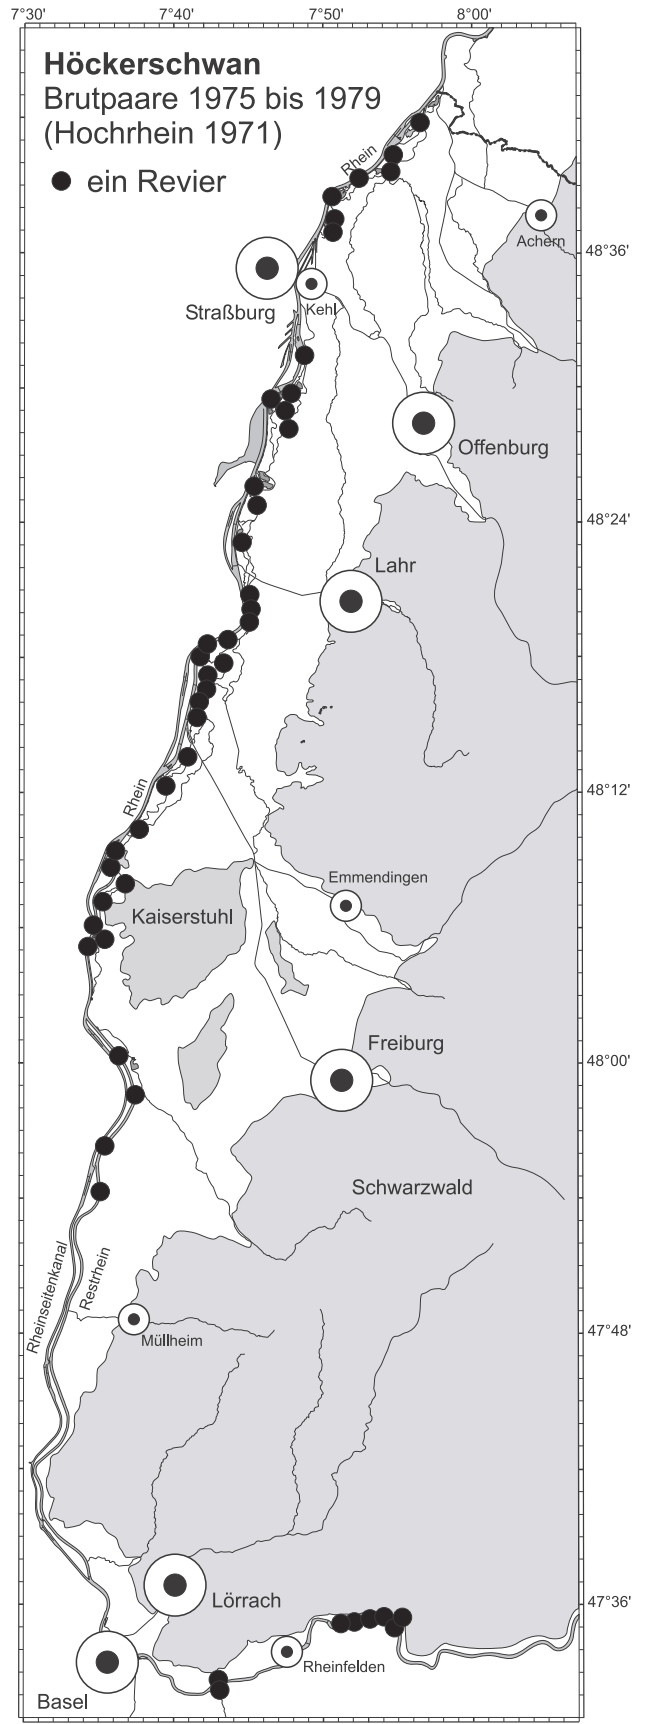 7°30' 7°40' 7°50' 8°00'
Höckerschwan
Brutpaare 1975 bis 1979
(Hochrhein 1971)
ein Revier
Rhein
Achern
48°36'
Straßburg
Kehl
Offenburg
48°24'
Lahr
Rhein
48°12'
Emmendingen
Kaiserstuhl
Freiburg
48°00'
Schwarzwald
Rheinseitenkanal
Restrhein
Müllheim
47°48'
Lörrach
47°36'
Rheinfelden
Basel